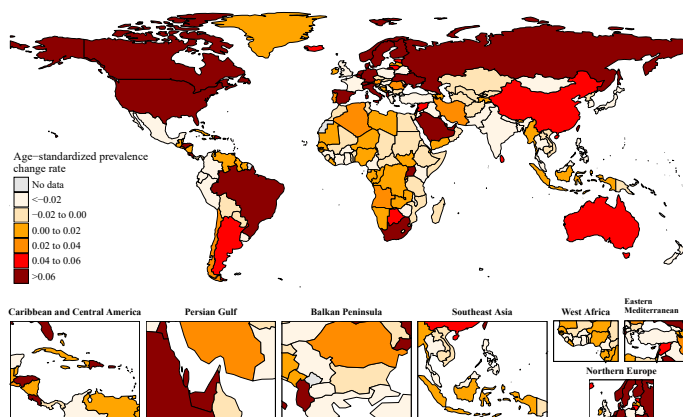 Age−standardized prevalence
change rate
No data
<−0.02
−0.02 to 0.00
0.00 to 0.02
0.02 to 0.04
0.04 to 0.06
>0.06
Caribbean and Central America
Persian Gulf
Balkan Peninsula
Southeast Asia
West Africa
Eastern
Mediterranean
Northern Europe